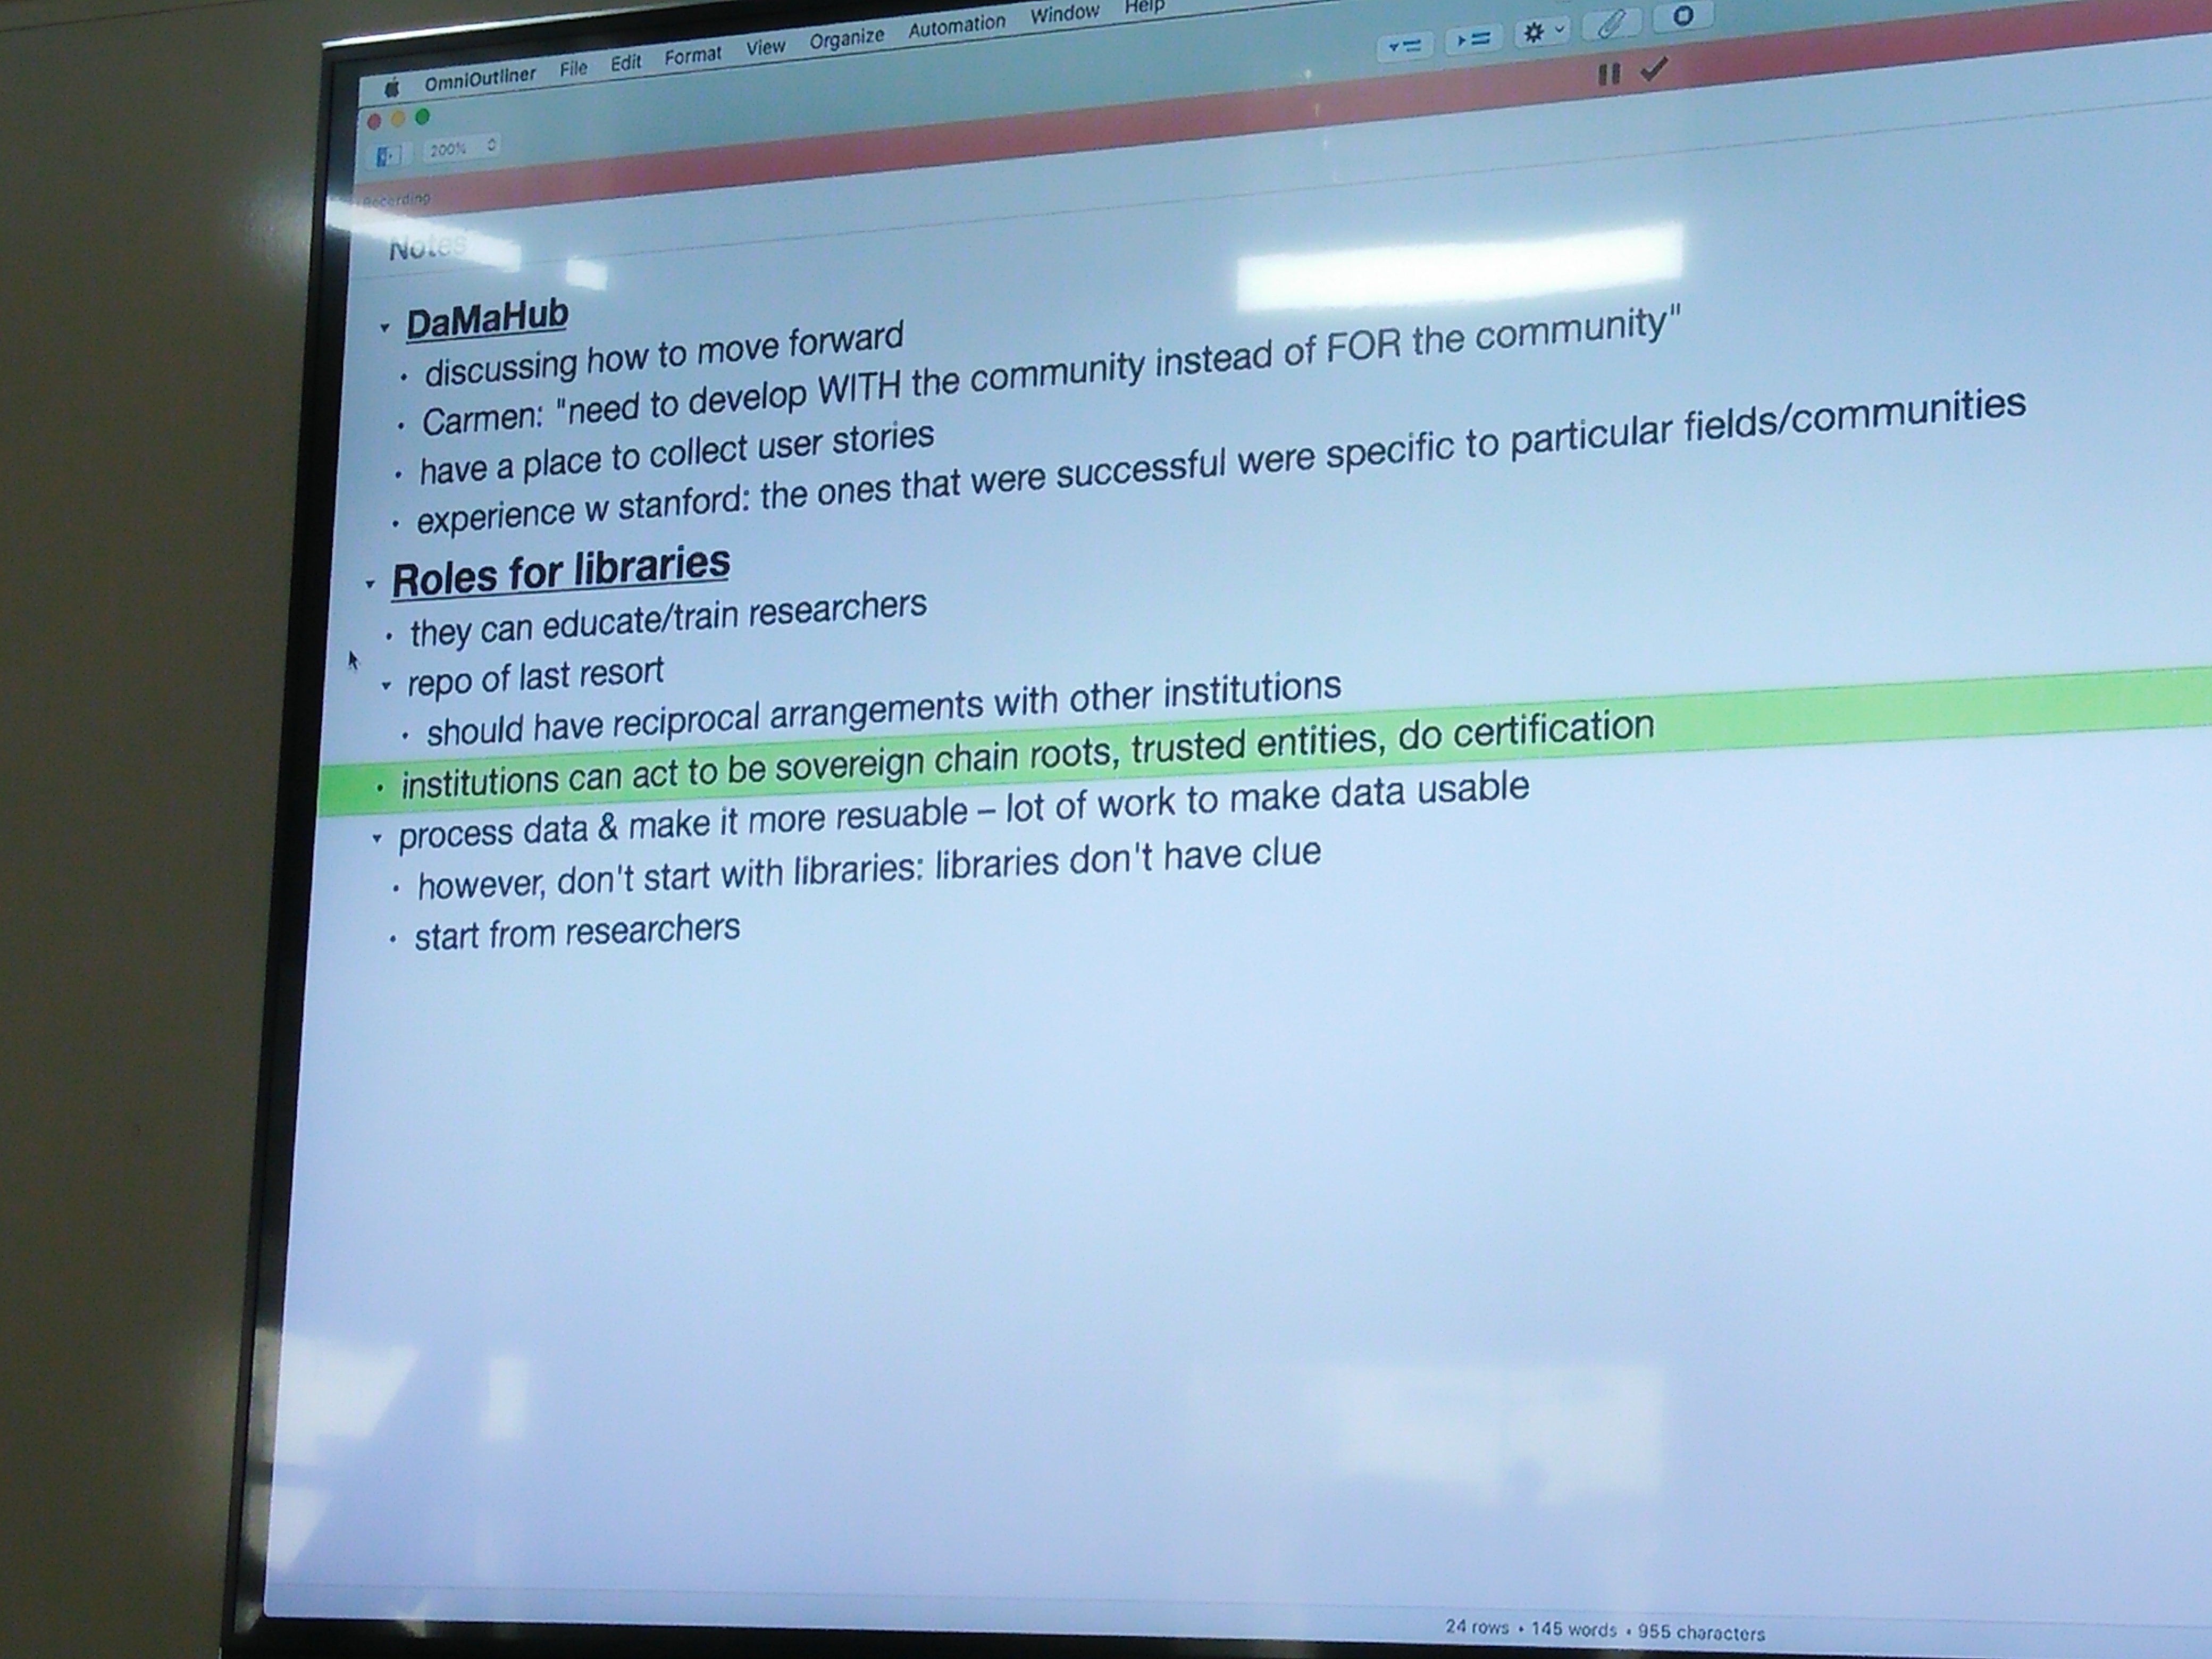 OmniOutliner File Edit Format View Organize Automation Window Help
200%
Recording
Notes
DaMaHub
discussing how to move forward
Carmen: "need to develop WITH the community instead of FOR the community"
have a place to collect user stories
experience w stanford: the ones that were successful were specific to particular fields/communities
Roles for libraries
they can educate/train researchers
repo of last resort
should have reciprocal arrangements with other institutions
institutions can act to be sovereign chain roots, trusted entities, do certification
process data & make it more resuable – lot of work to make data usable
however, don't start with libraries: libraries don't have clue
start from researchers
24 rows • 145 words • 955 characters